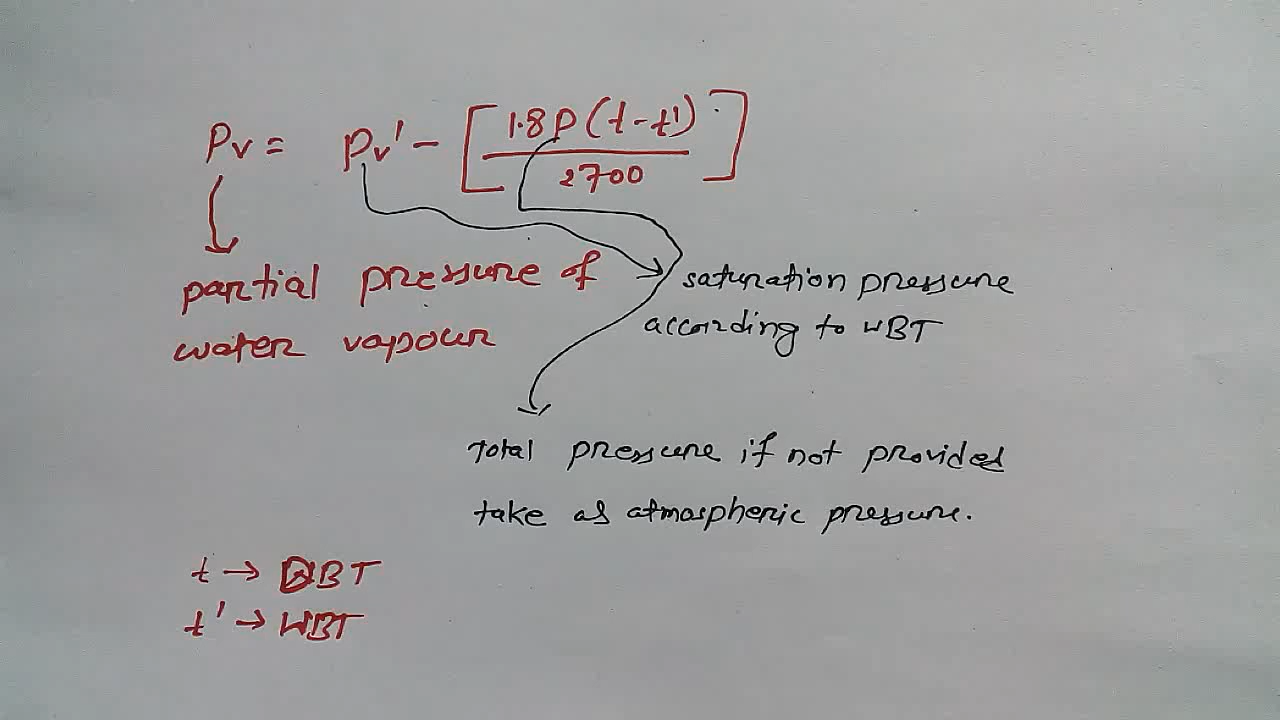 Pv = Pv' - [1.8P(t-t') / 2700]
partial pressure of
water vapour
saturation pressure
according to WBT
Total pressure if not provided
take as atmospheric pressure.
t → DBT
t' → WBT